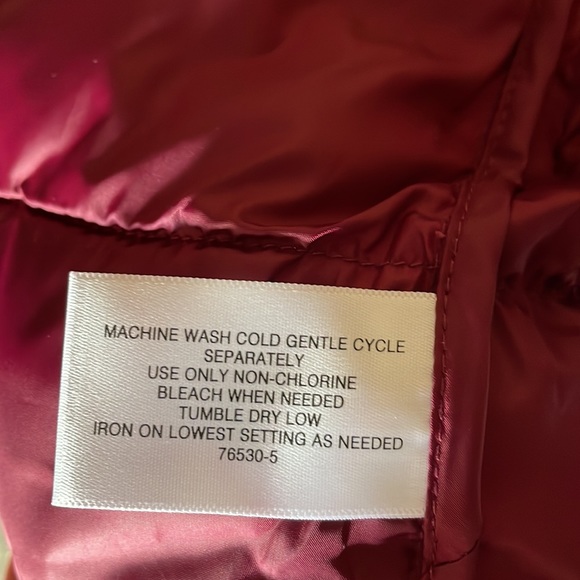 MACHINE WASH COLD GENTLE CYCLE
SEPARATELY
USE ONLY NON-CHLORINE
BLEACH WHEN NEEDED
TUMBLE DRY LOW
IRON ON LOWEST SETTING AS NEEDED
76530-5